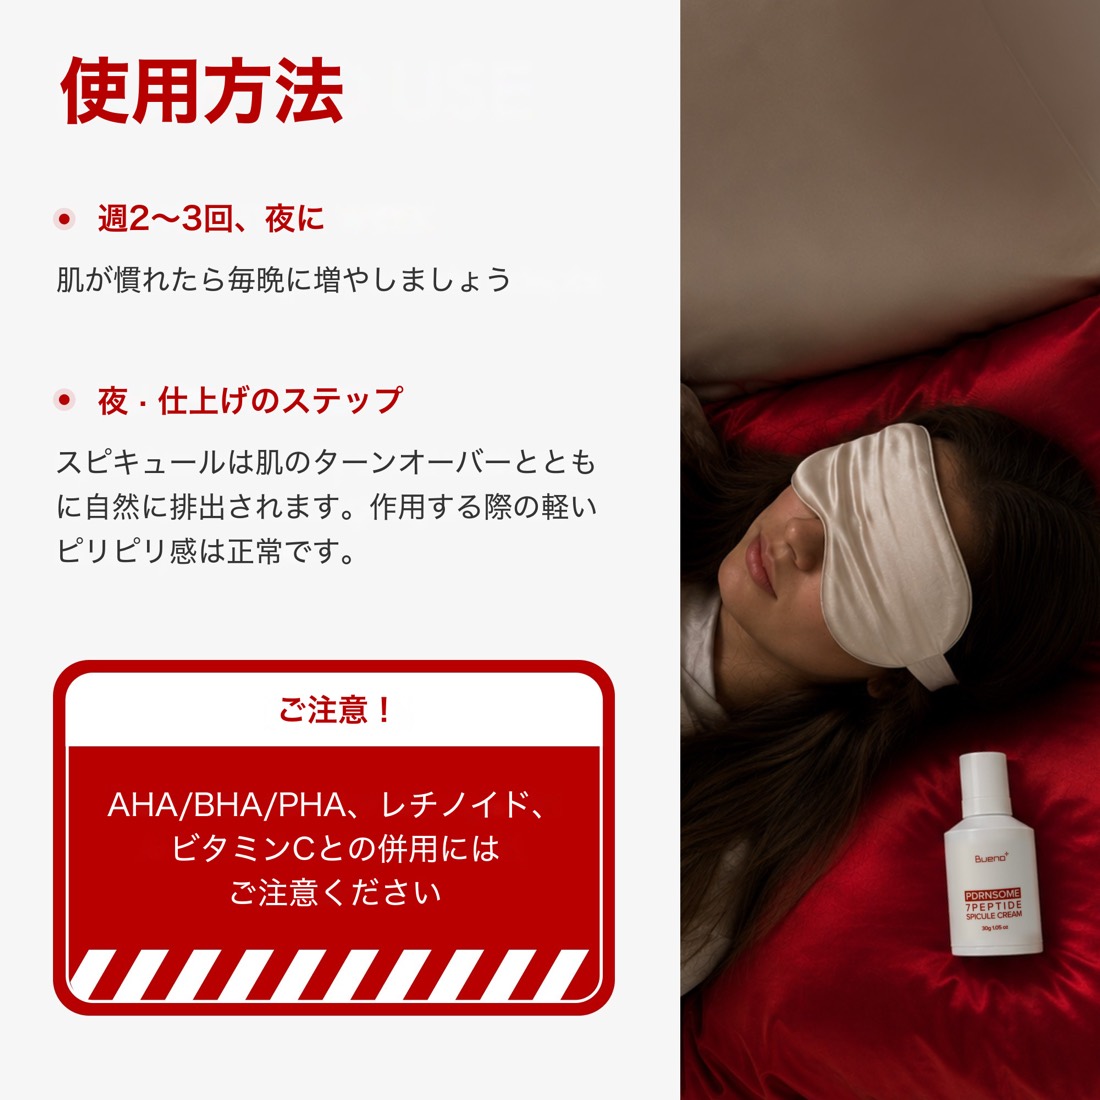 使用方法
週2〜3回、夜に
肌が慣れたら毎晩に増やしましょう
夜・仕上げのステップ
スピキュールは肌のターンオーバーととも
に自然に排出されます。作用する際の軽い
ピリピリ感は正常です。
ご注意！
AHA/BHA/PHA、レチノイド、
ビタミンCとの併用には
ご注意ください
Bueno+
PDRNSOME
7PEPTIDE
SPICULE CREAM
30g 1.05 oz